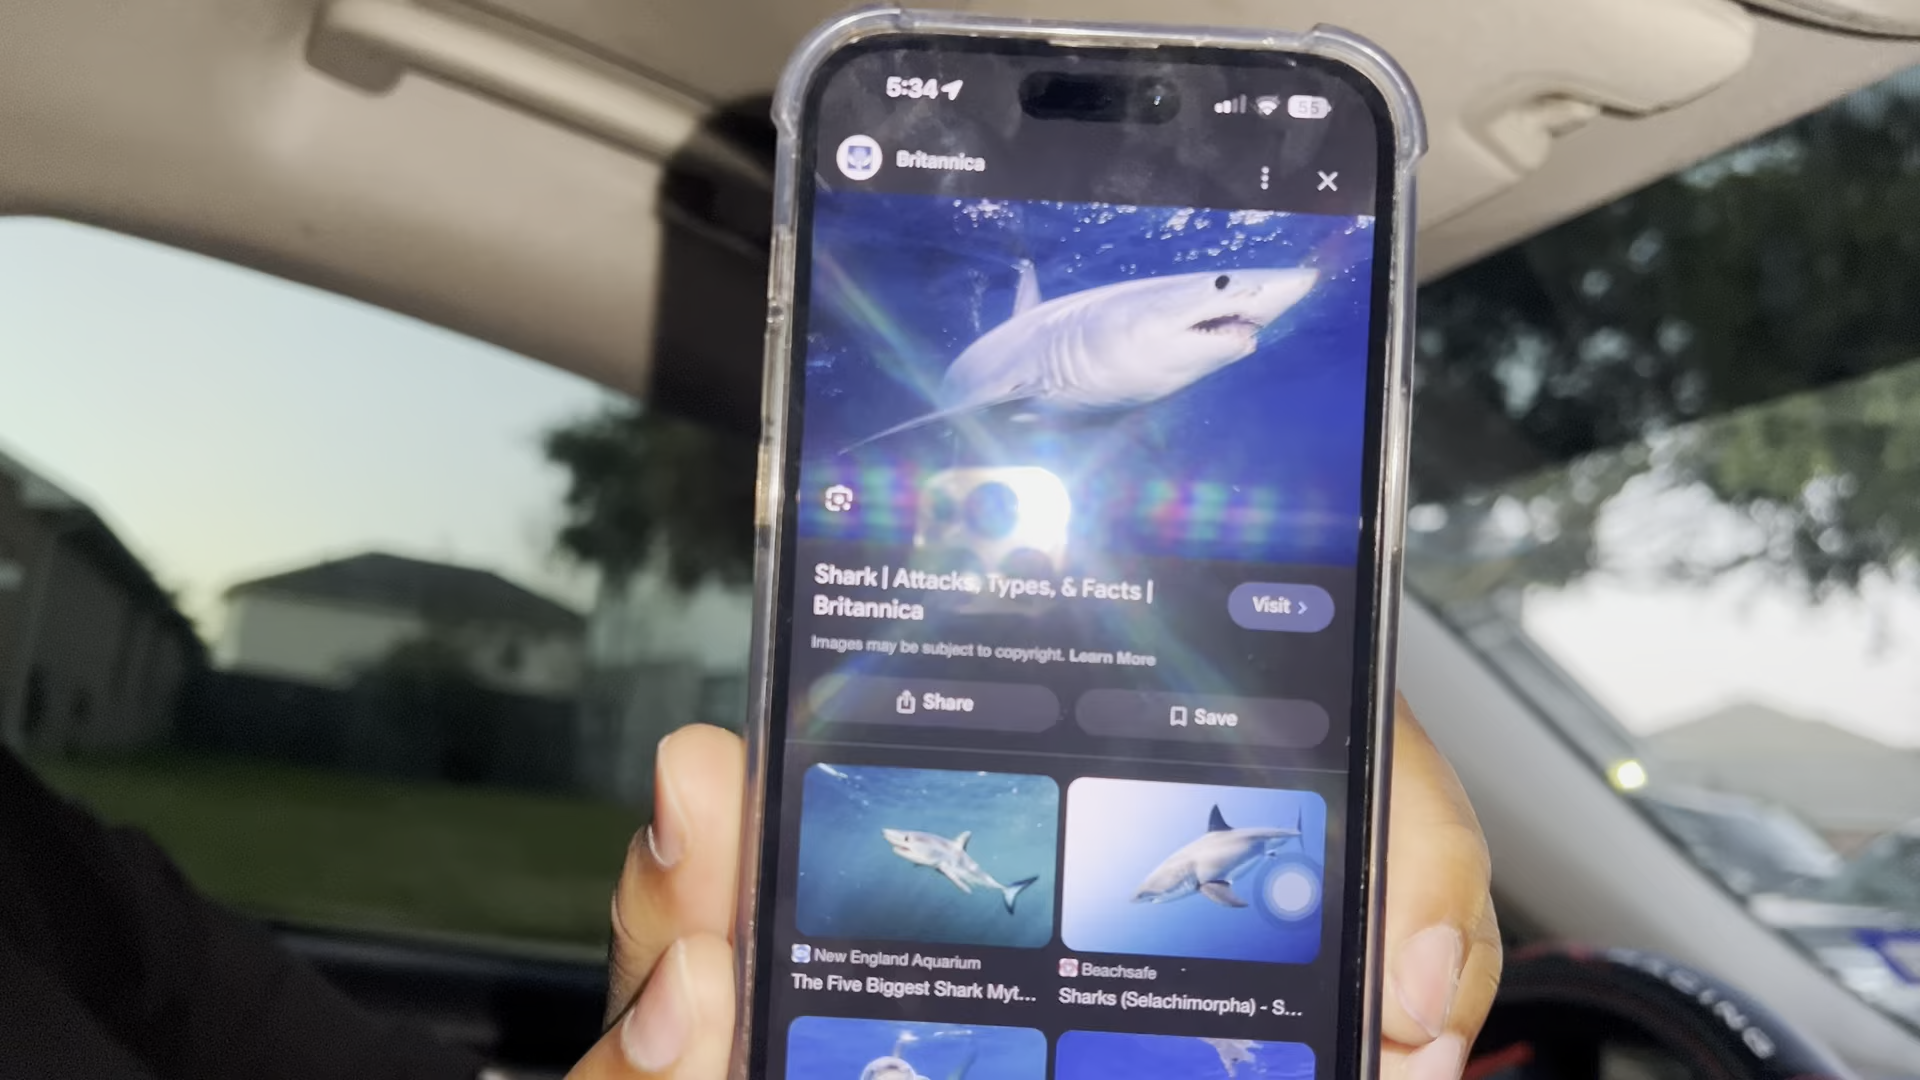 5:34
55
Britannica
Shark | Attacks, Types, & Facts |
Britannica
Visit >
Images may be subject to copyright. Learn More
Share
Save
New England Aquarium
The Five Biggest Shark Myt...
Beachsafe
Sharks (Selachimorpha) - S...